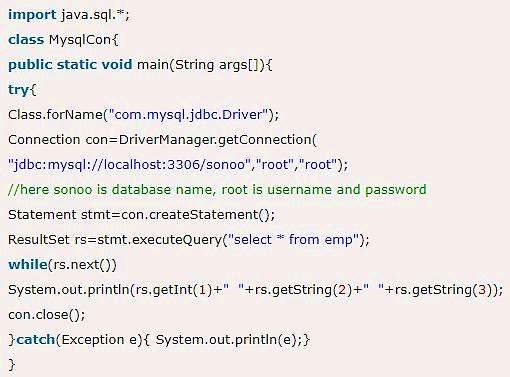 import java.sql.*;
class MysqlCon{
public static void main(String args[]){
try{
Class.forName("com.mysql.jdbc.Driver");
Connection con=DriverManager.getConnection(
"jdbc:mysql://localhost:3306/sonoo","root","root");
//here sonoo is database name, root is username and password
Statement stmt=con.createStatement();
ResultSet rs=stmt.executeQuery("select * from emp");
while(rs.next())
System.out.println(rs.getInt(1)+"  "+rs.getString(2)+"  "+rs.getString(3));
con.close();
}catch(Exception e){ System.out.println(e);}
}